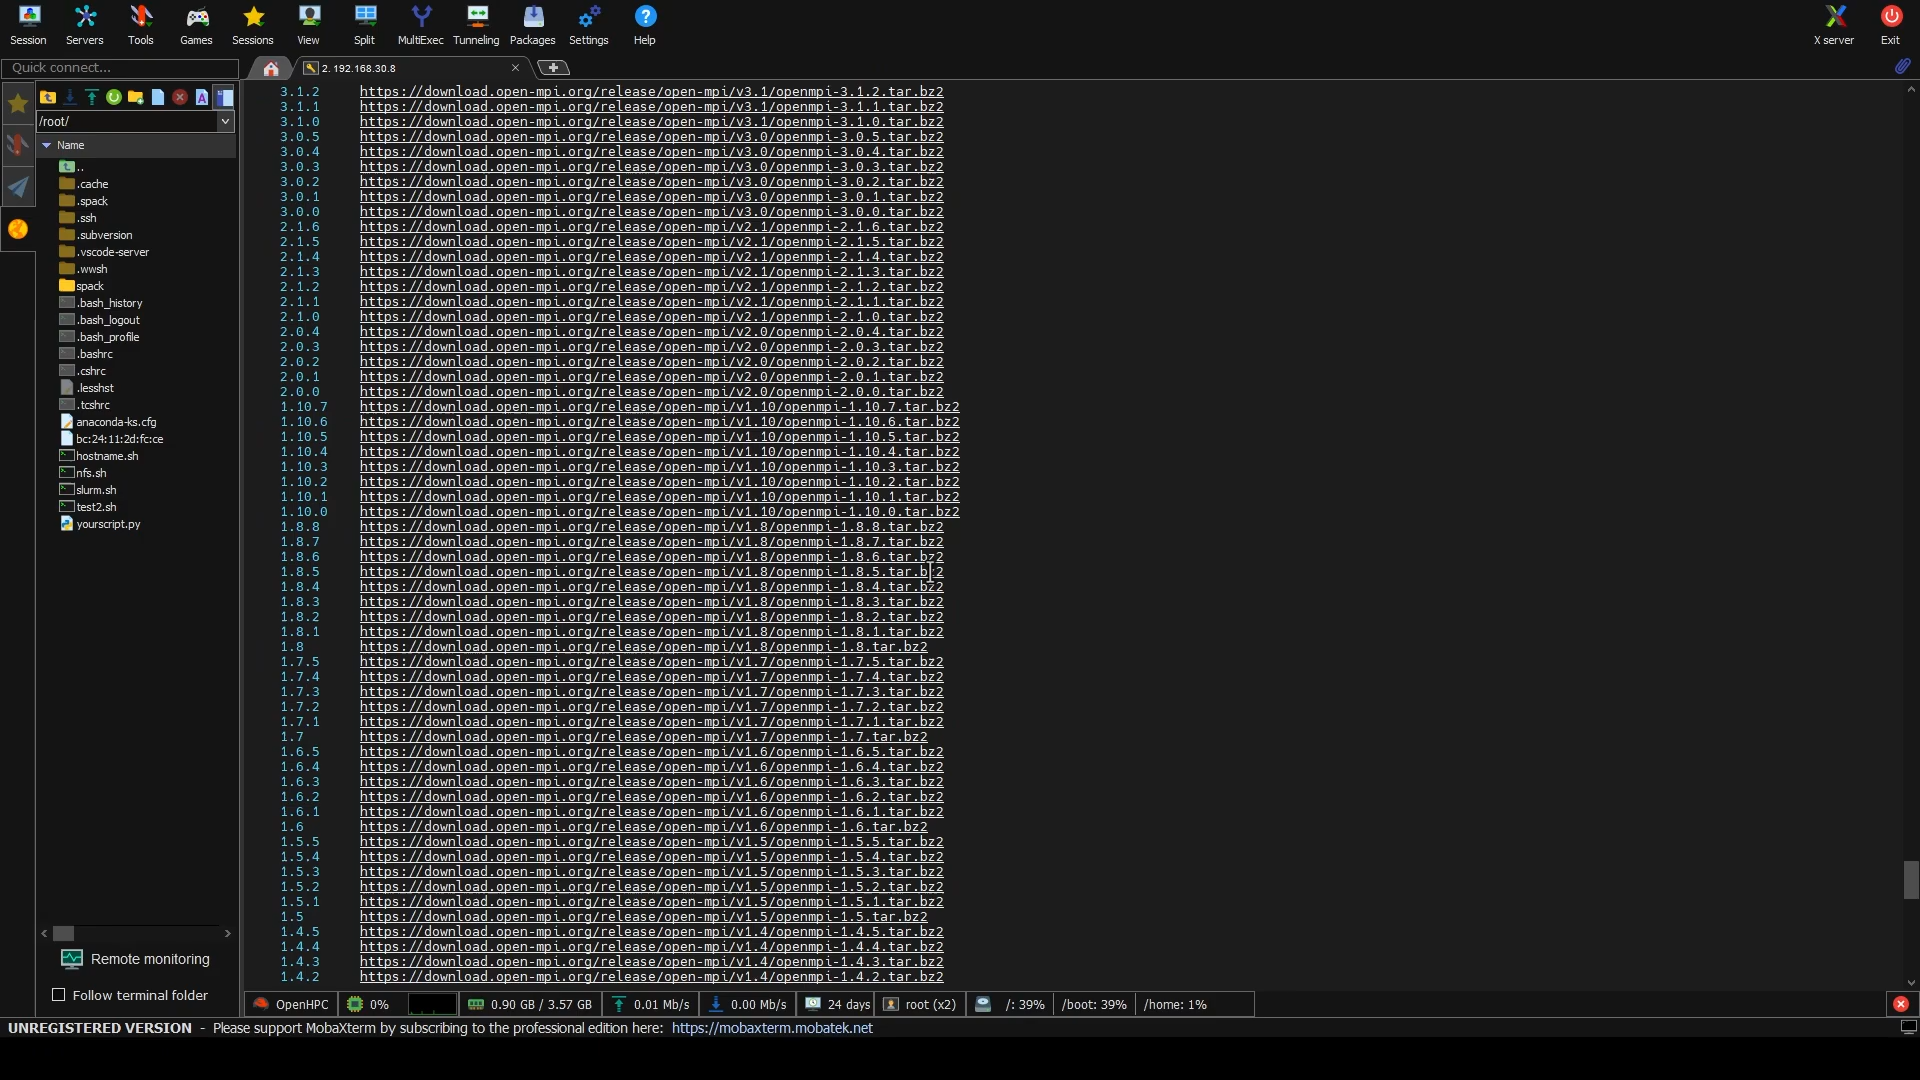 Session Servers Tools Games Sessions View Split MultiExec Tunneling Packages Settings Help X server Exit
Quick connect...
2. 192.168.30.8
/root/
Name
..
.cache
.spack
.ssh
.subversion
.vscode-server
.wwsh
spack
.bash_history
.bash_logout
.bash_profile
.bashrc
.cshrc
.lesshst
.tcshrc
anaconda-ks.cfg
bc:24:11:2d:fc:ce
hostname.sh
nfs.sh
slurm.sh
test2.sh
yourscript.py
Remote monitoring
Follow terminal folder
3.1.2 https://download.open-mpi.org/release/open-mpi/v3.1/openmpi-3.1.2.tar.bz2
3.1.1 https://download.open-mpi.org/release/open-mpi/v3.1/openmpi-3.1.1.tar.bz2
3.1.0 https://download.open-mpi.org/release/open-mpi/v3.1/openmpi-3.1.0.tar.bz2
3.0.5 https://download.open-mpi.org/release/open-mpi/v3.0/openmpi-3.0.5.tar.bz2
3.0.4 https://download.open-mpi.org/release/open-mpi/v3.0/openmpi-3.0.4.tar.bz2
3.0.3 https://download.open-mpi.org/release/open-mpi/v3.0/openmpi-3.0.3.tar.bz2
3.0.2 https://download.open-mpi.org/release/open-mpi/v3.0/openmpi-3.0.2.tar.bz2
3.0.1 https://download.open-mpi.org/release/open-mpi/v3.0/openmpi-3.0.1.tar.bz2
3.0.0 https://download.open-mpi.org/release/open-mpi/v3.0/openmpi-3.0.0.tar.bz2
2.1.6 https://download.open-mpi.org/release/open-mpi/v2.1/openmpi-2.1.6.tar.bz2
2.1.5 https://download.open-mpi.org/release/open-mpi/v2.1/openmpi-2.1.5.tar.bz2
2.1.4 https://download.open-mpi.org/release/open-mpi/v2.1/openmpi-2.1.4.tar.bz2
2.1.3 https://download.open-mpi.org/release/open-mpi/v2.1/openmpi-2.1.3.tar.bz2
2.1.2 https://download.open-mpi.org/release/open-mpi/v2.1/openmpi-2.1.2.tar.bz2
2.1.1 https://download.open-mpi.org/release/open-mpi/v2.1/openmpi-2.1.1.tar.bz2
2.1.0 https://download.open-mpi.org/release/open-mpi/v2.1/openmpi-2.1.0.tar.bz2
2.0.4 https://download.open-mpi.org/release/open-mpi/v2.0/openmpi-2.0.4.tar.bz2
2.0.3 https://download.open-mpi.org/release/open-mpi/v2.0/openmpi-2.0.3.tar.bz2
2.0.2 https://download.open-mpi.org/release/open-mpi/v2.0/openmpi-2.0.2.tar.bz2
2.0.1 https://download.open-mpi.org/release/open-mpi/v2.0/openmpi-2.0.1.tar.bz2
2.0.0 https://download.open-mpi.org/release/open-mpi/v2.0/openmpi-2.0.0.tar.bz2
1.10.7 https://download.open-mpi.org/release/open-mpi/v1.10/openmpi-1.10.7.tar.bz2
1.10.6 https://download.open-mpi.org/release/open-mpi/v1.10/openmpi-1.10.6.tar.bz2
1.10.5 https://download.open-mpi.org/release/open-mpi/v1.10/openmpi-1.10.5.tar.bz2
1.10.4 https://download.open-mpi.org/release/open-mpi/v1.10/openmpi-1.10.4.tar.bz2
1.10.3 https://download.open-mpi.org/release/open-mpi/v1.10/openmpi-1.10.3.tar.bz2
1.10.2 https://download.open-mpi.org/release/open-mpi/v1.10/openmpi-1.10.2.tar.bz2
1.10.1 https://download.open-mpi.org/release/open-mpi/v1.10/openmpi-1.10.1.tar.bz2
1.10.0 https://download.open-mpi.org/release/open-mpi/v1.10/openmpi-1.10.0.tar.bz2
1.8.8 https://download.open-mpi.org/release/open-mpi/v1.8/openmpi-1.8.8.tar.bz2
1.8.7 https://download.open-mpi.org/release/open-mpi/v1.8/openmpi-1.8.7.tar.bz2
1.8.6 https://download.open-mpi.org/release/open-mpi/v1.8/openmpi-1.8.6.tar.bz2
1.8.5 https://download.open-mpi.org/release/open-mpi/v1.8/openmpi-1.8.5.tar.bz2
1.8.4 https://download.open-mpi.org/release/open-mpi/v1.8/openmpi-1.8.4.tar.bz2
1.8.3 https://download.open-mpi.org/release/open-mpi/v1.8/openmpi-1.8.3.tar.bz2
1.8.2 https://download.open-mpi.org/release/open-mpi/v1.8/openmpi-1.8.2.tar.bz2
1.8.1 https://download.open-mpi.org/release/open-mpi/v1.8/openmpi-1.8.1.tar.bz2
1.8 https://download.open-mpi.org/release/open-mpi/v1.8/openmpi-1.8.tar.bz2
1.7.5 https://download.open-mpi.org/release/open-mpi/v1.7/openmpi-1.7.5.tar.bz2
1.7.4 https://download.open-mpi.org/release/open-mpi/v1.7/openmpi-1.7.4.tar.bz2
1.7.3 https://download.open-mpi.org/release/open-mpi/v1.7/openmpi-1.7.3.tar.bz2
1.7.2 https://download.open-mpi.org/release/open-mpi/v1.7/openmpi-1.7.2.tar.bz2
1.7.1 https://download.open-mpi.org/release/open-mpi/v1.7/openmpi-1.7.1.tar.bz2
1.7 https://download.open-mpi.org/release/open-mpi/v1.7/openmpi-1.7.tar.bz2
1.6.5 https://download.open-mpi.org/release/open-mpi/v1.6/openmpi-1.6.5.tar.bz2
1.6.4 https://download.open-mpi.org/release/open-mpi/v1.6/openmpi-1.6.4.tar.bz2
1.6.3 https://download.open-mpi.org/release/open-mpi/v1.6/openmpi-1.6.3.tar.bz2
1.6.2 https://download.open-mpi.org/release/open-mpi/v1.6/openmpi-1.6.2.tar.bz2
1.6.1 https://download.open-mpi.org/release/open-mpi/v1.6/openmpi-1.6.1.tar.bz2
1.6 https://download.open-mpi.org/release/open-mpi/v1.6/openmpi-1.6.tar.bz2
1.5.5 https://download.open-mpi.org/release/open-mpi/v1.5/openmpi-1.5.5.tar.bz2
1.5.4 https://download.open-mpi.org/release/open-mpi/v1.5/openmpi-1.5.4.tar.bz2
1.5.3 https://download.open-mpi.org/release/open-mpi/v1.5/openmpi-1.5.3.tar.bz2
1.5.2 https://download.open-mpi.org/release/open-mpi/v1.5/openmpi-1.5.2.tar.bz2
1.5.1 https://download.open-mpi.org/release/open-mpi/v1.5/openmpi-1.5.1.tar.bz2
1.5 https://download.open-mpi.org/release/open-mpi/v1.5/openmpi-1.5.tar.bz2
1.4.5 https://download.open-mpi.org/release/open-mpi/v1.4/openmpi-1.4.5.tar.bz2
1.4.4 https://download.open-mpi.org/release/open-mpi/v1.4/openmpi-1.4.4.tar.bz2
1.4.3 https://download.open-mpi.org/release/open-mpi/v1.4/openmpi-1.4.3.tar.bz2
1.4.2 https://download.open-mpi.org/release/open-mpi/v1.4/openmpi-1.4.2.tar.bz2
OpenHPC 0% 0.90 GB / 3.57 GB 0.01 Mb/s 0.00 Mb/s 24 days root (x2) /: 39% /boot: 39% /home: 1%
UNREGISTERED VERSION - Please support MobaXterm by subscribing to the professional edition here: https://mobaxterm.mobatek.net